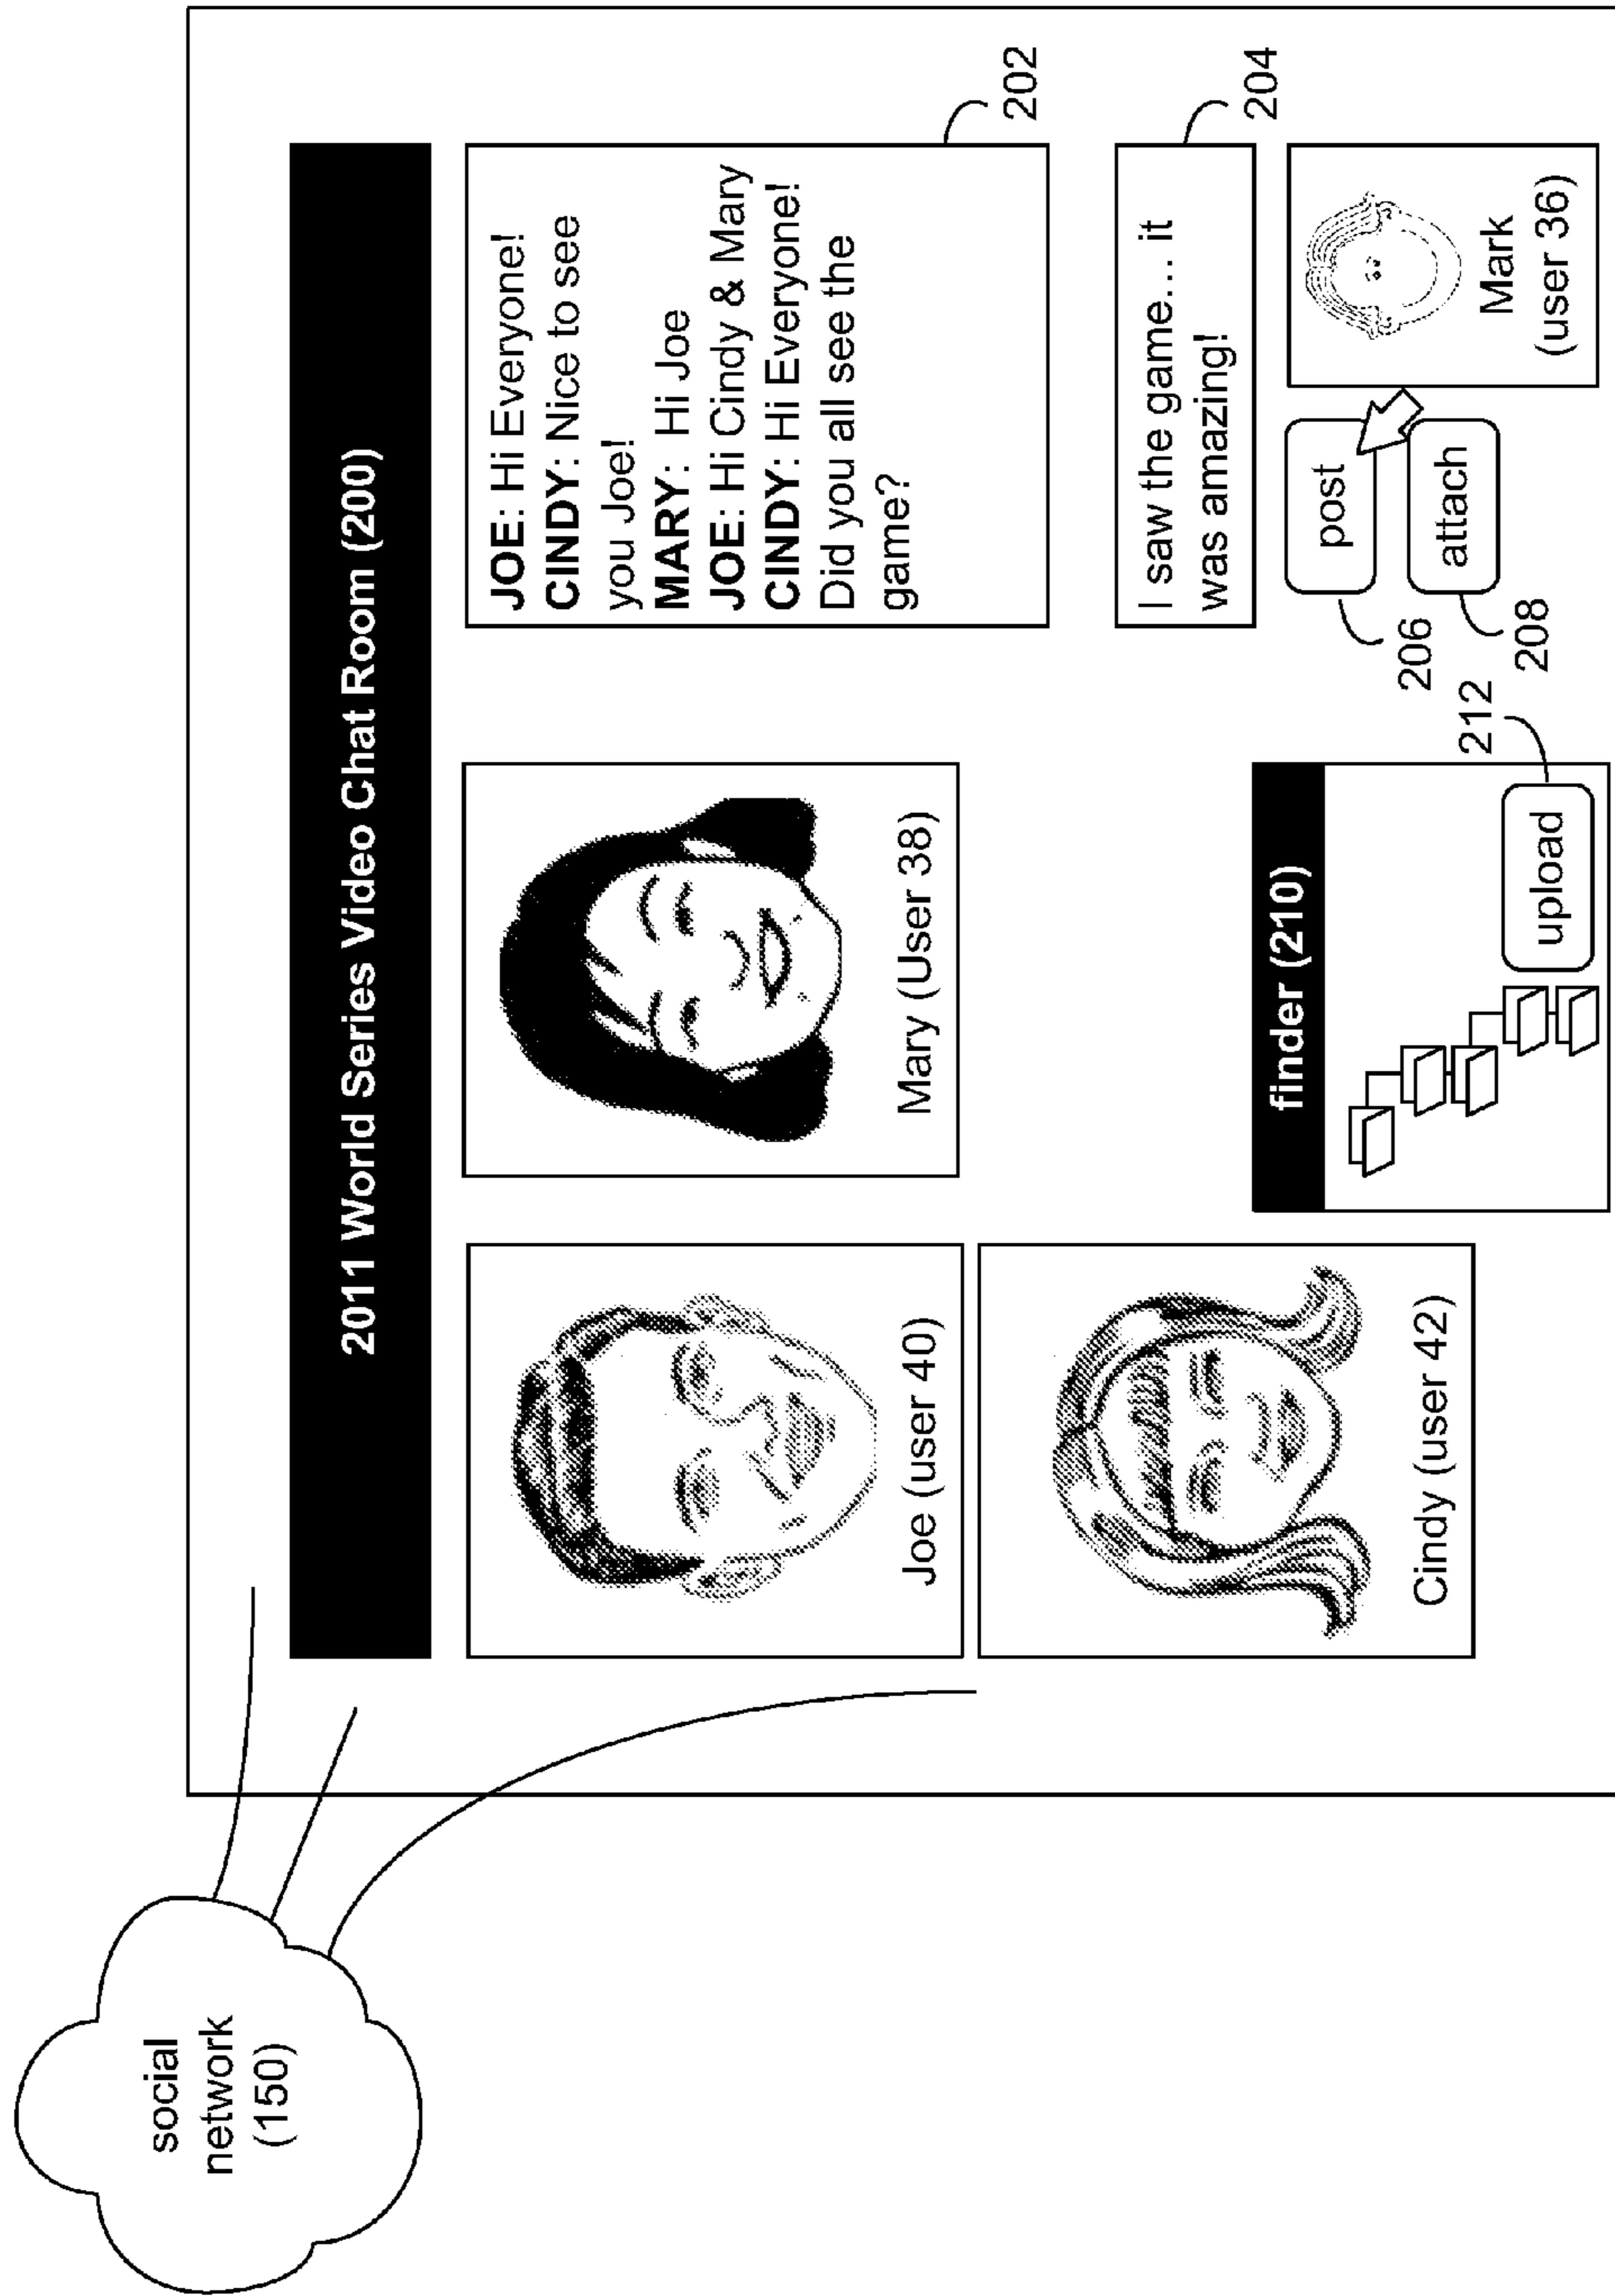 social
network
(150)
2011 World Series Video Chat Room (200)
Joe (user 40)
Mary (User 38)
Cindy (user 42)
JOE: Hi Everyone!
CINDY: Nice to see
you Joe!
MARY: Hi Joe
JOE: Hi Cindy & Mary
CINDY: Hi Everyone!
Did you all see the
game?
202
I saw the game... it
was amazing!
204
post
206
attach
208
Mark
(user 36)
finder (210)
upload
212